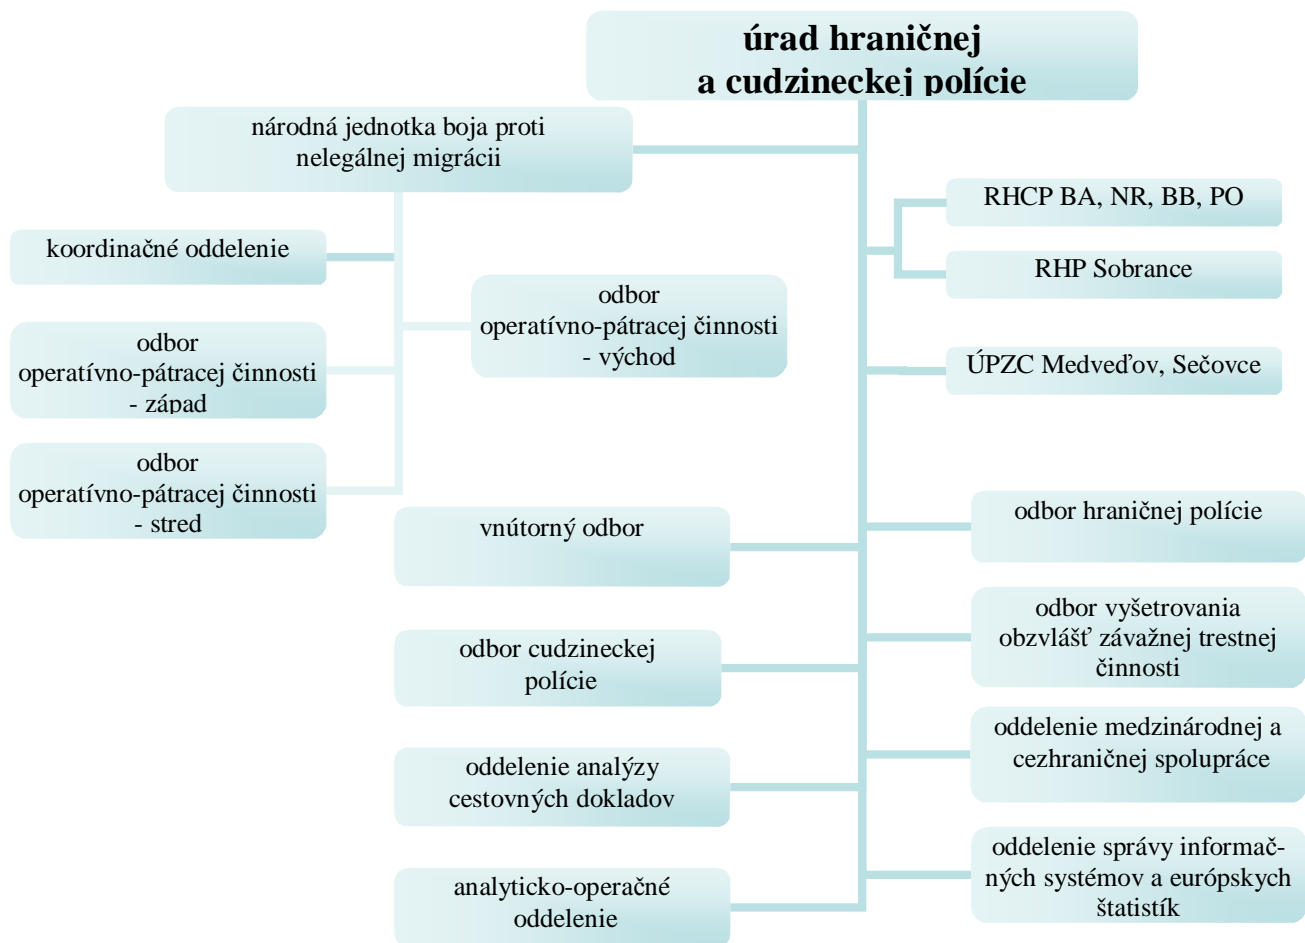 úrad hraničnej
a cudzineckej polície
národná jednotka boja proti
nelegálnej migrácii
RHCP BA, NR, BB, PO
koordinačné oddelenie
RHP Sobrance
odbor
operatívno-pátracej činnosti
- východ
odbor
operatívno-pátracej činnosti
- západ
ÚPZC Medveďov, Sečovce
odbor
operatívno-pátracej činnosti
- stred
vnútorný odbor
odbor hraničnej polície
odbor cudzineckej
polície
odbor vyšetrovania
obzvlášť závažnej trestnej
činnosti
oddelenie analýzy
cestovných dokladov
oddelenie medzinárodnej a
cezhraničnej spolupráce
analyticko-operačné
oddelenie
oddelenie správy informač-
ných systémov a európskych
štatistík